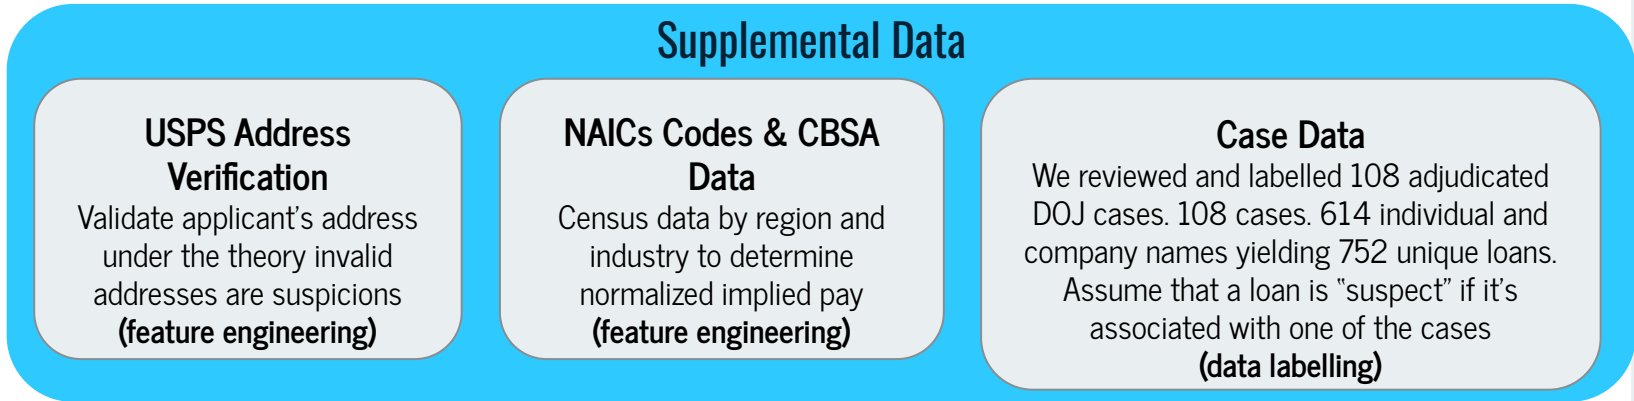 Supplemental Data
USPS Address
Verification
Validate applicant's address
under the theory invalid
addresses are suspicions
(feature engineering)
NAICs Codes & CBSA
Data
Census data by region and
industry to determine
normalized implied pay
(feature engineering)
Case Data
We reviewed and labelled 108 adjudicated
DOJ cases. 108 cases. 614 individual and
company names yielding 752 unique loans.
Assume that a loan is "suspect" if it's
associated with one of the cases
(data labelling)